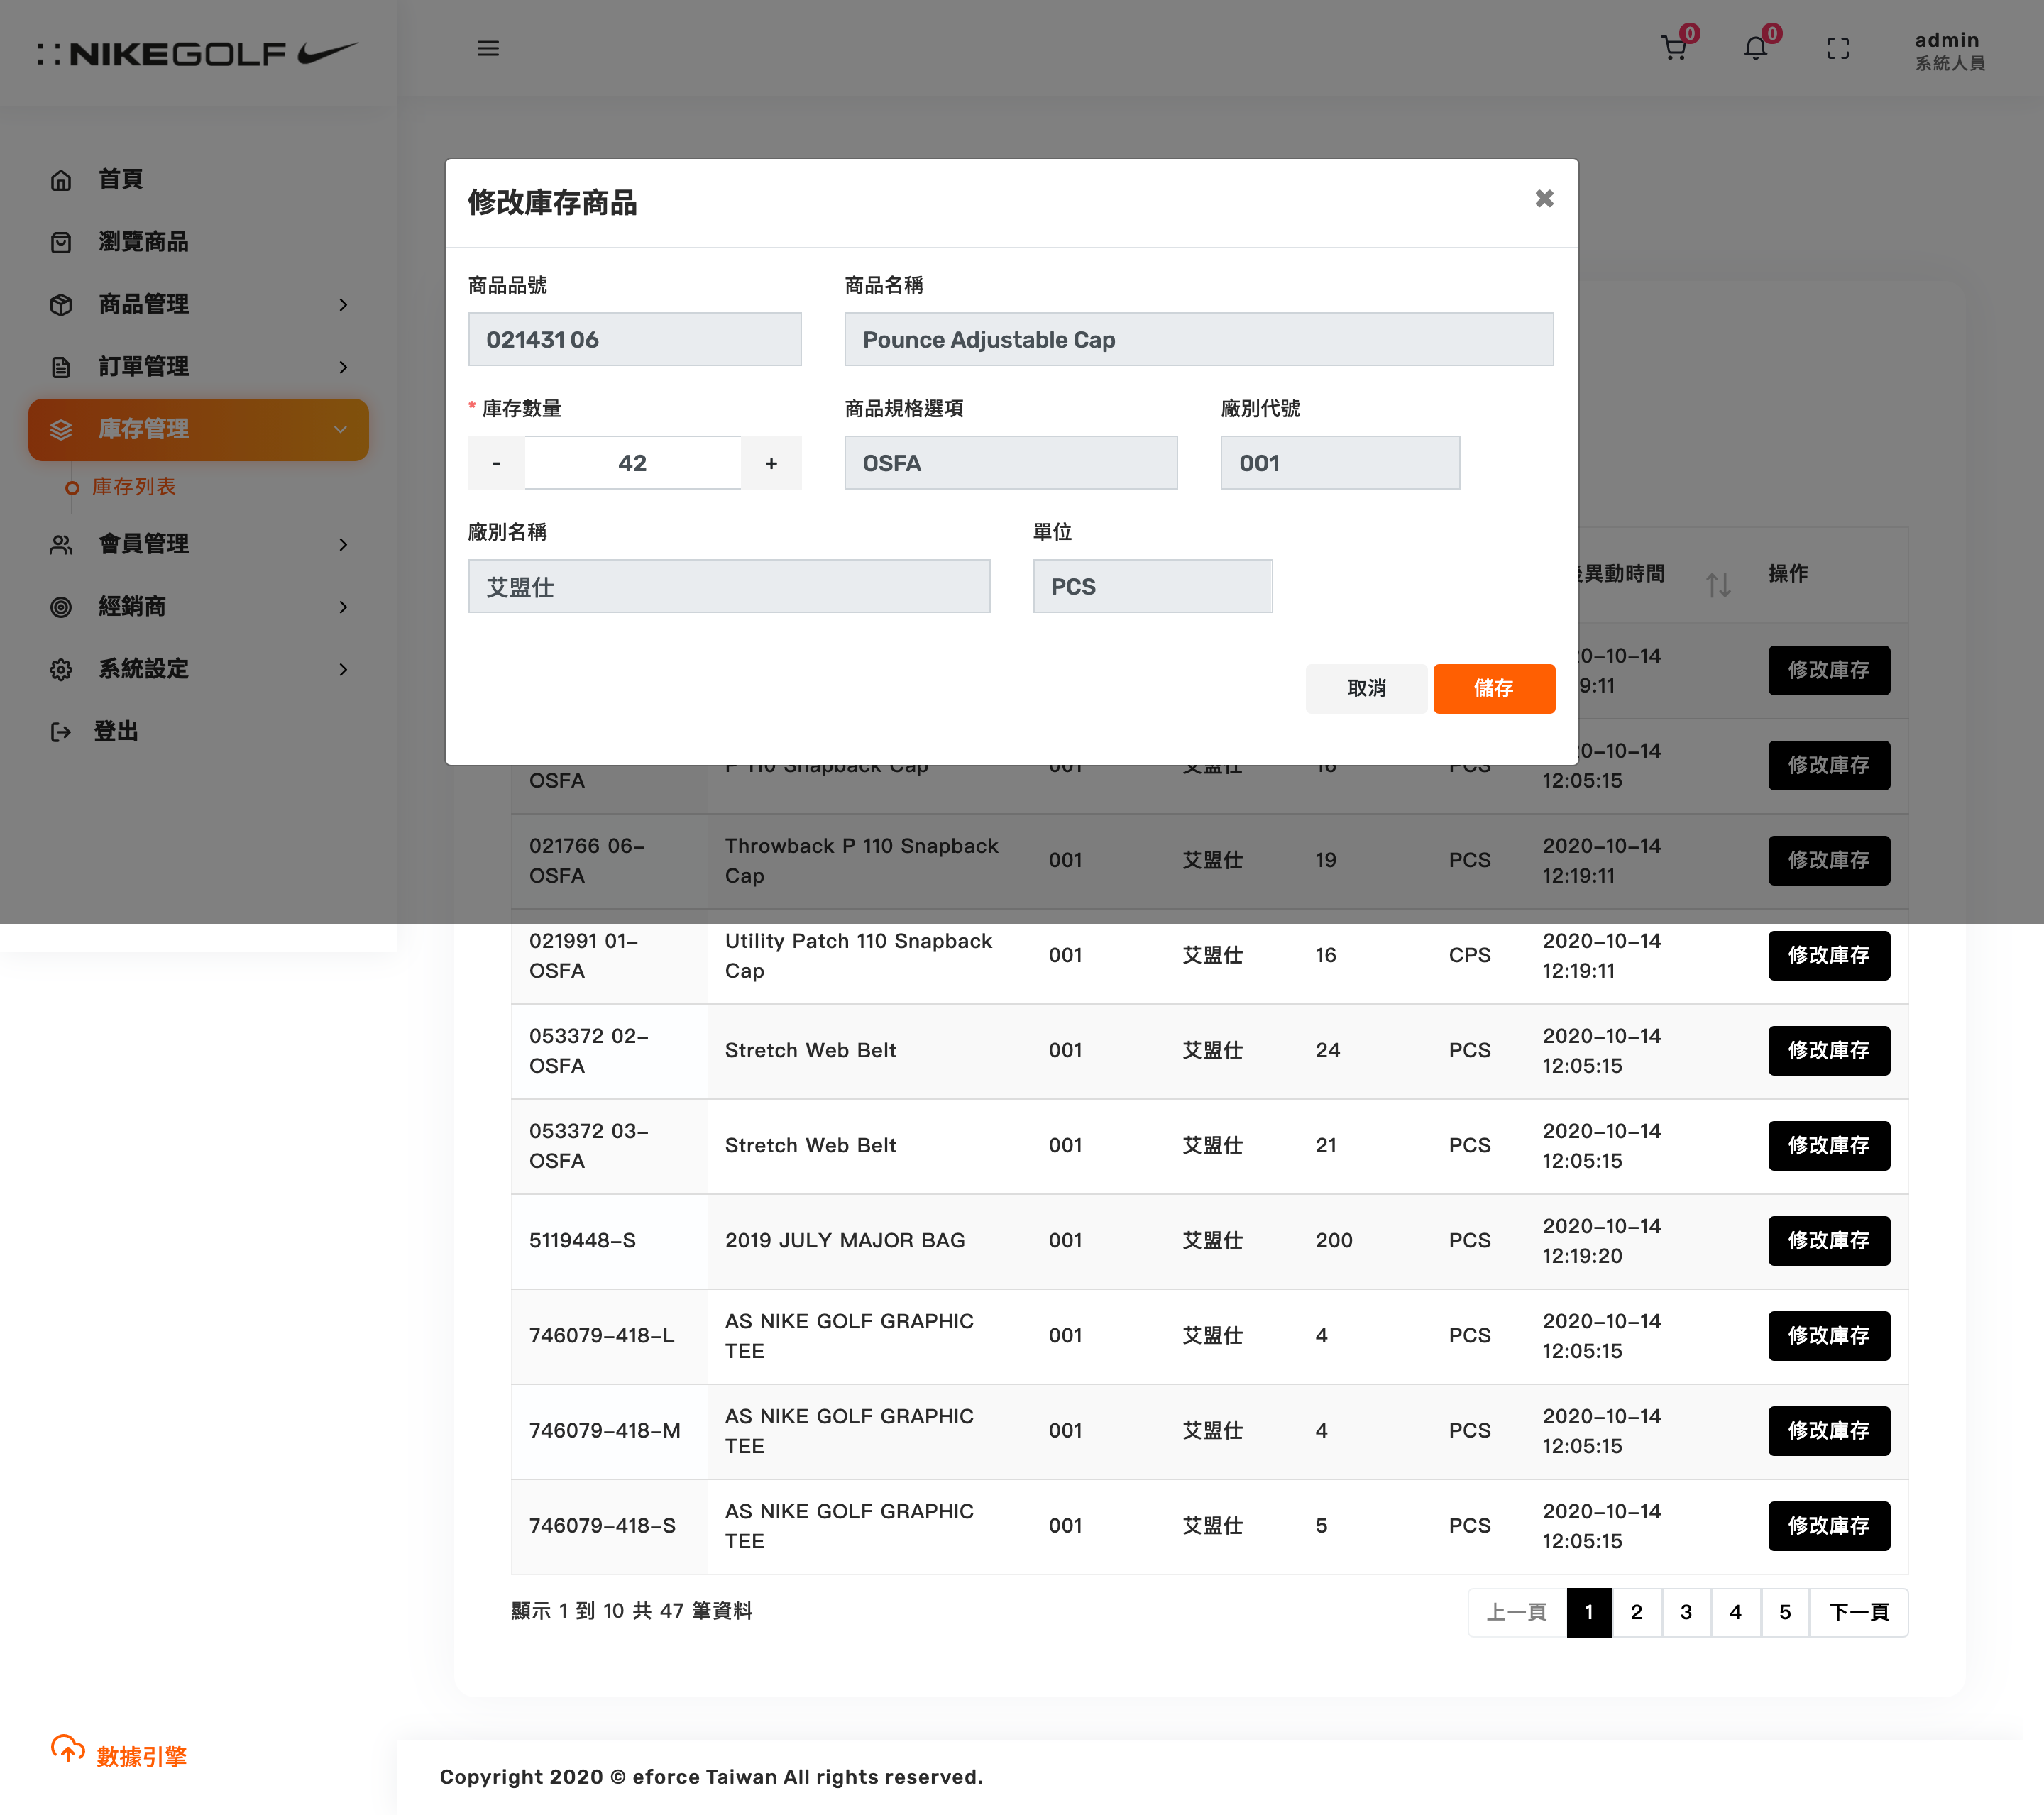 NIKEGOLF
0
0
admin
系統人員
首頁
瀏覽商品
商品管理
訂單管理
庫存管理
庫存列表
會員管理
經銷商
系統設定
登出
修改庫存商品
商品品號
商品名稱
021431 06
Pounce Adjustable Cap
* 庫存數量
商品規格選項
廠別代號
- 42 +
OSFA
001
廠別名稱
單位
艾盟仕
PCS
取消
儲存
異動時間
操作
0-10-14
9:11
修改庫存
OSFA
P 110 Snapback Cap
001
艾盟仕
16
PCS
0-10-14
12:05:15
修改庫存
021766 06-
OSFA
Throwback P 110 Snapback
Cap
001
艾盟仕
19
PCS
2020-10-14
12:19:11
修改庫存
021991 01-
OSFA
Utility Patch 110 Snapback
Cap
001
艾盟仕
16
CPS
2020-10-14
12:19:11
修改庫存
053372 02-
OSFA
Stretch Web Belt
001
艾盟仕
24
PCS
2020-10-14
12:05:15
修改庫存
053372 03-
OSFA
Stretch Web Belt
001
艾盟仕
21
PCS
2020-10-14
12:05:15
修改庫存
5119448-S
2019 JULY MAJOR BAG
001
艾盟仕
200
PCS
2020-10-14
12:19:20
修改庫存
746079-418-L
AS NIKE GOLF GRAPHIC
TEE
001
艾盟仕
4
PCS
2020-10-14
12:05:15
修改庫存
746079-418-M
AS NIKE GOLF GRAPHIC
TEE
001
艾盟仕
4
PCS
2020-10-14
12:05:15
修改庫存
746079-418-S
AS NIKE GOLF GRAPHIC
TEE
001
艾盟仕
5
PCS
2020-10-14
12:05:15
修改庫存
顯示 1 到 10 共 47 筆資料
上一頁 1 2 3 4 5 下一頁
數據引擎
Copyright 2020 © eforce Taiwan All rights reserved.